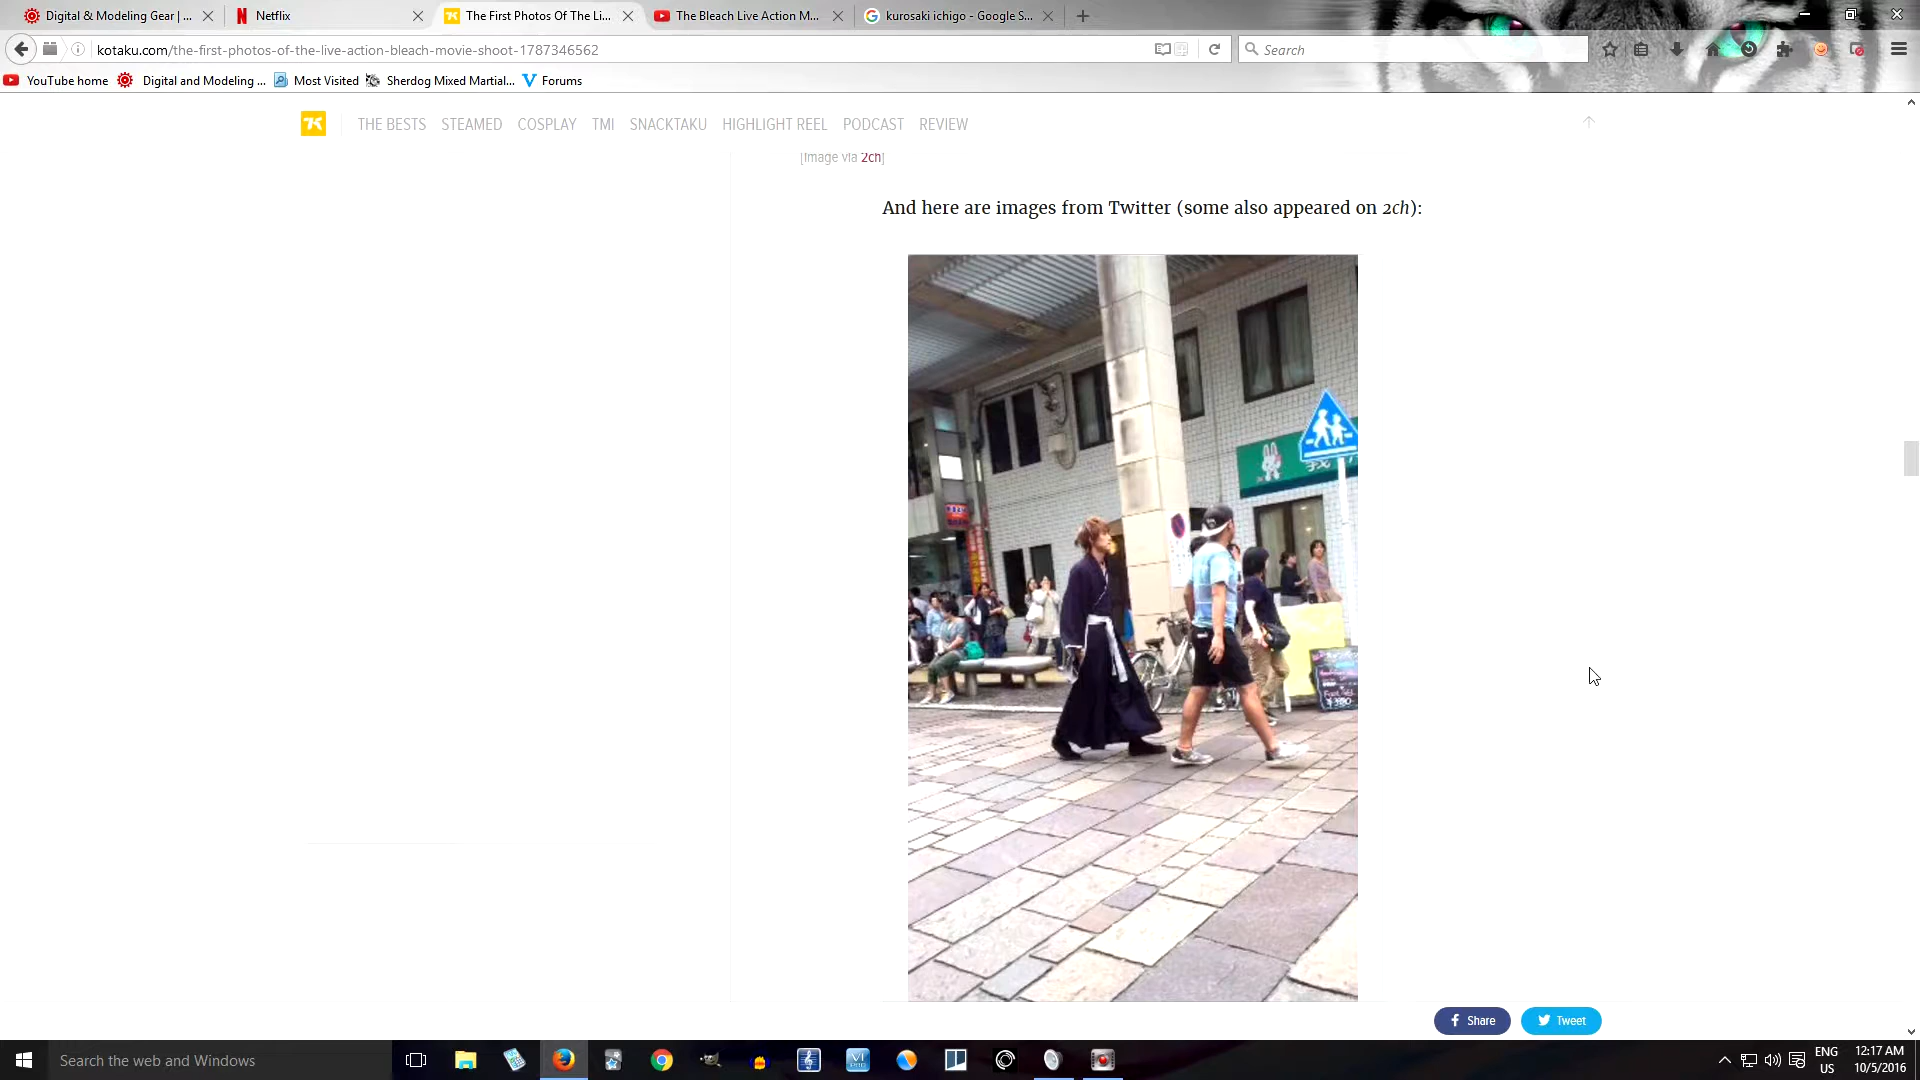 Digital & Modeling Gear | ...
Netflix
The First Photos Of The Li...
The Bleach Live Action M...
kurosaki ichigo - Google S...
kotaku.com/the-first-photos-of-the-live-action-bleach-movie-shoot-1787346562
Search
YouTube home
Digital and Modeling ...
Most Visited
Sherdog Mixed Martial...
Forums
THE BESTS
STEAMED
COSPLAY
TMI
SNACKTAKU
HIGHLIGHT REEL
PODCAST
REVIEW
[Image via 2ch]
And here are images from Twitter (some also appeared on 2ch):
Share
Tweet
Search the web and Windows
ENG
US
12:17 AM
10/5/2016